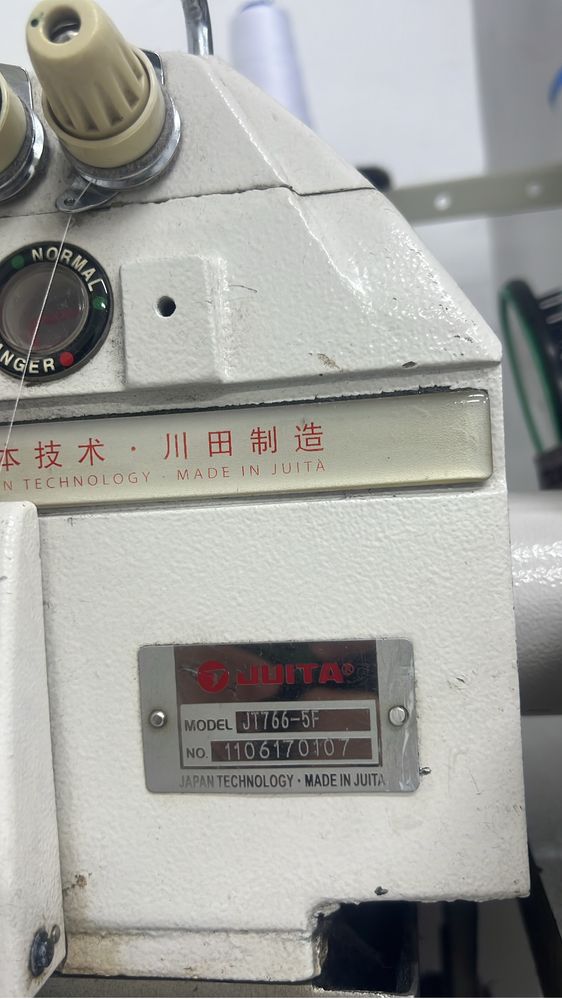 NORMAL
ANGER
本技术 · 川田制造
N TECHNOLOGY · MADE IN JUITA
JUITA®
MODEL JT766-5F
NO. 1106170107
JAPAN TECHNOLOGY · MADE IN JUITA